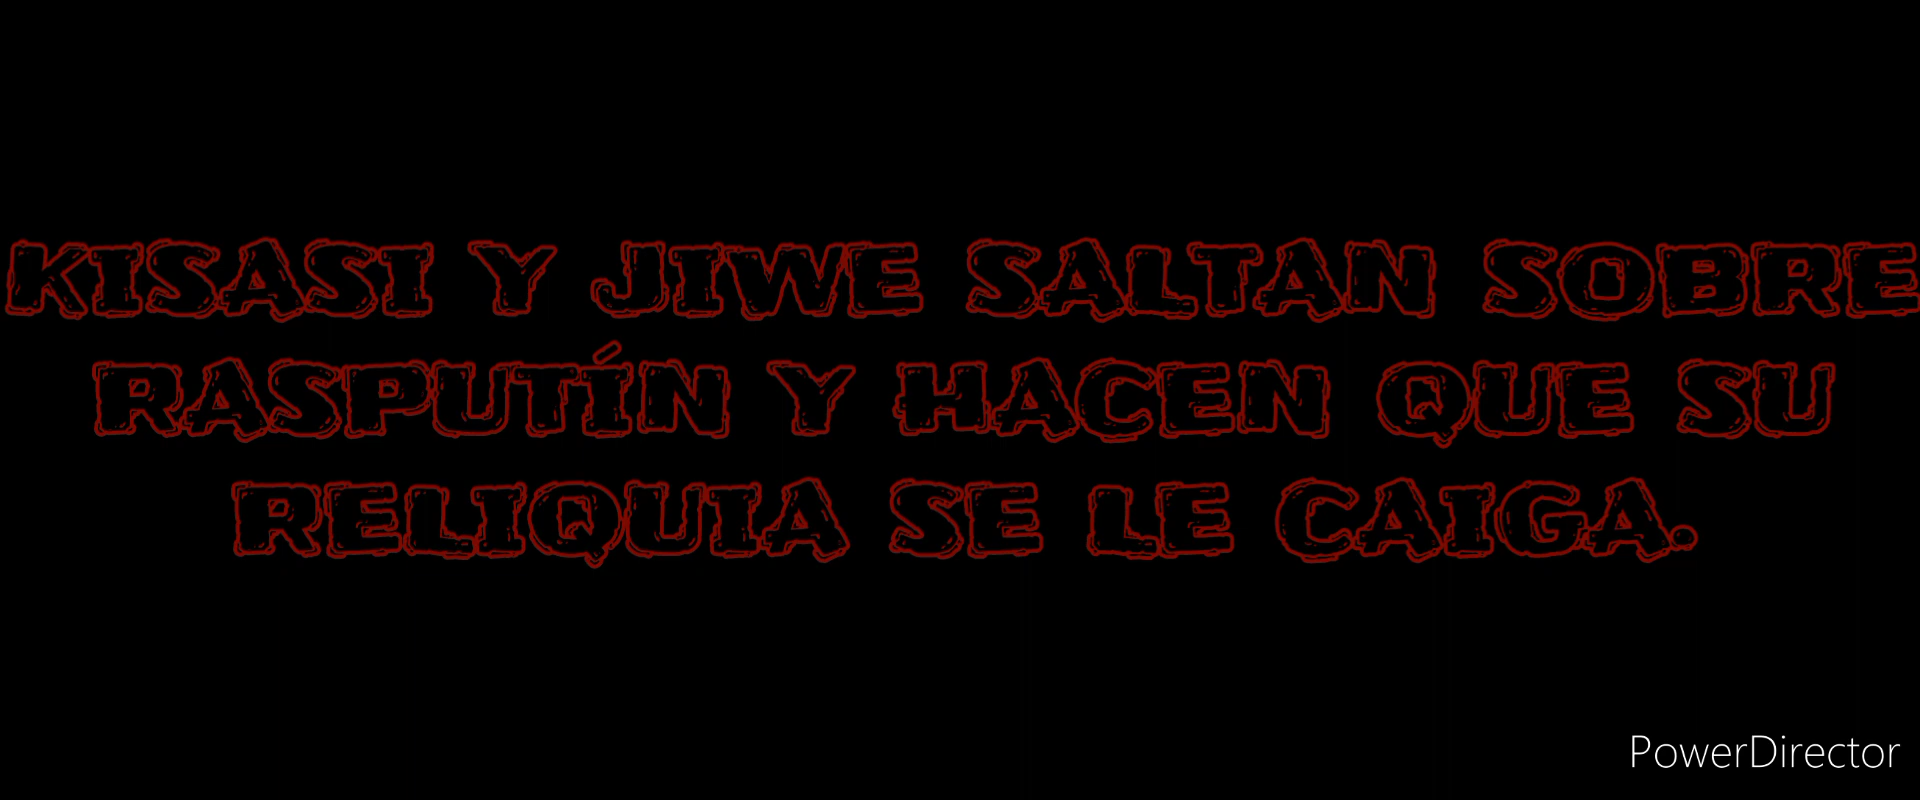 KISASI Y JIWE SALTAN SOBRE
RASPUTÍN Y HACEN QUE SU
RELIQUIA SE LE CAIGA.
PowerDirector